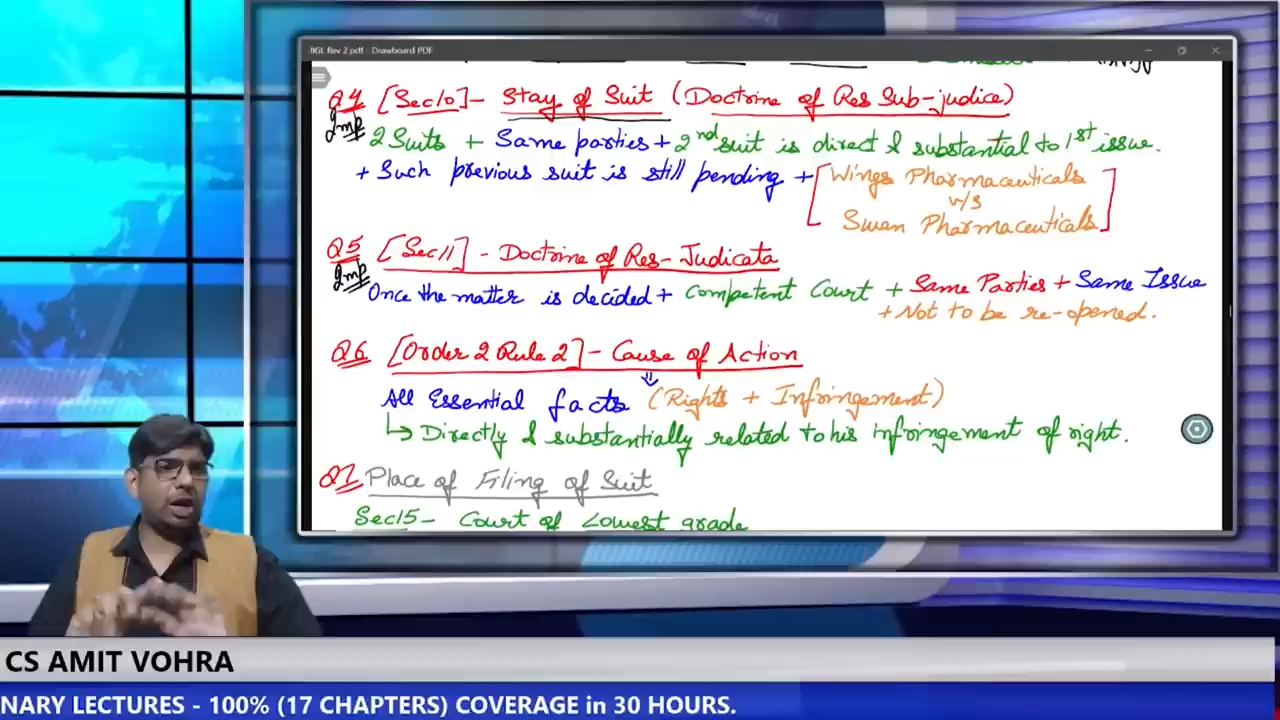 JIGL Rev 2.pdf - Drawboard PDF
Q4 [Sec10]- Stay of Suit (Doctrine of Res Sub-judice)
Imp
2 Suits + Same parties + 2nd suit is direct & substantial to 1st issue.
+ Such previous suit is still pending + [Wings Pharmaceuticals
v/s
Swan Pharmaceuticals]
Q5 [Sec11] - Doctrine of Res-Judicata
Imp
Once the matter is decided + Competent Court + Same Parties + Same Issue
+ Not to be re-opened.
Q6 [Order 2 Rule 2] - Cause of Action
All Essential facts (Rights + Infringement)
↳ Directly & substantially related to his infringement of right.
Q7 Place of Filing of Suit
Sec15- Court of Lowest grade
CS AMIT VOHRA
NARY LECTURES - 100% (17 CHAPTERS) COVERAGE in 30 HOURS.